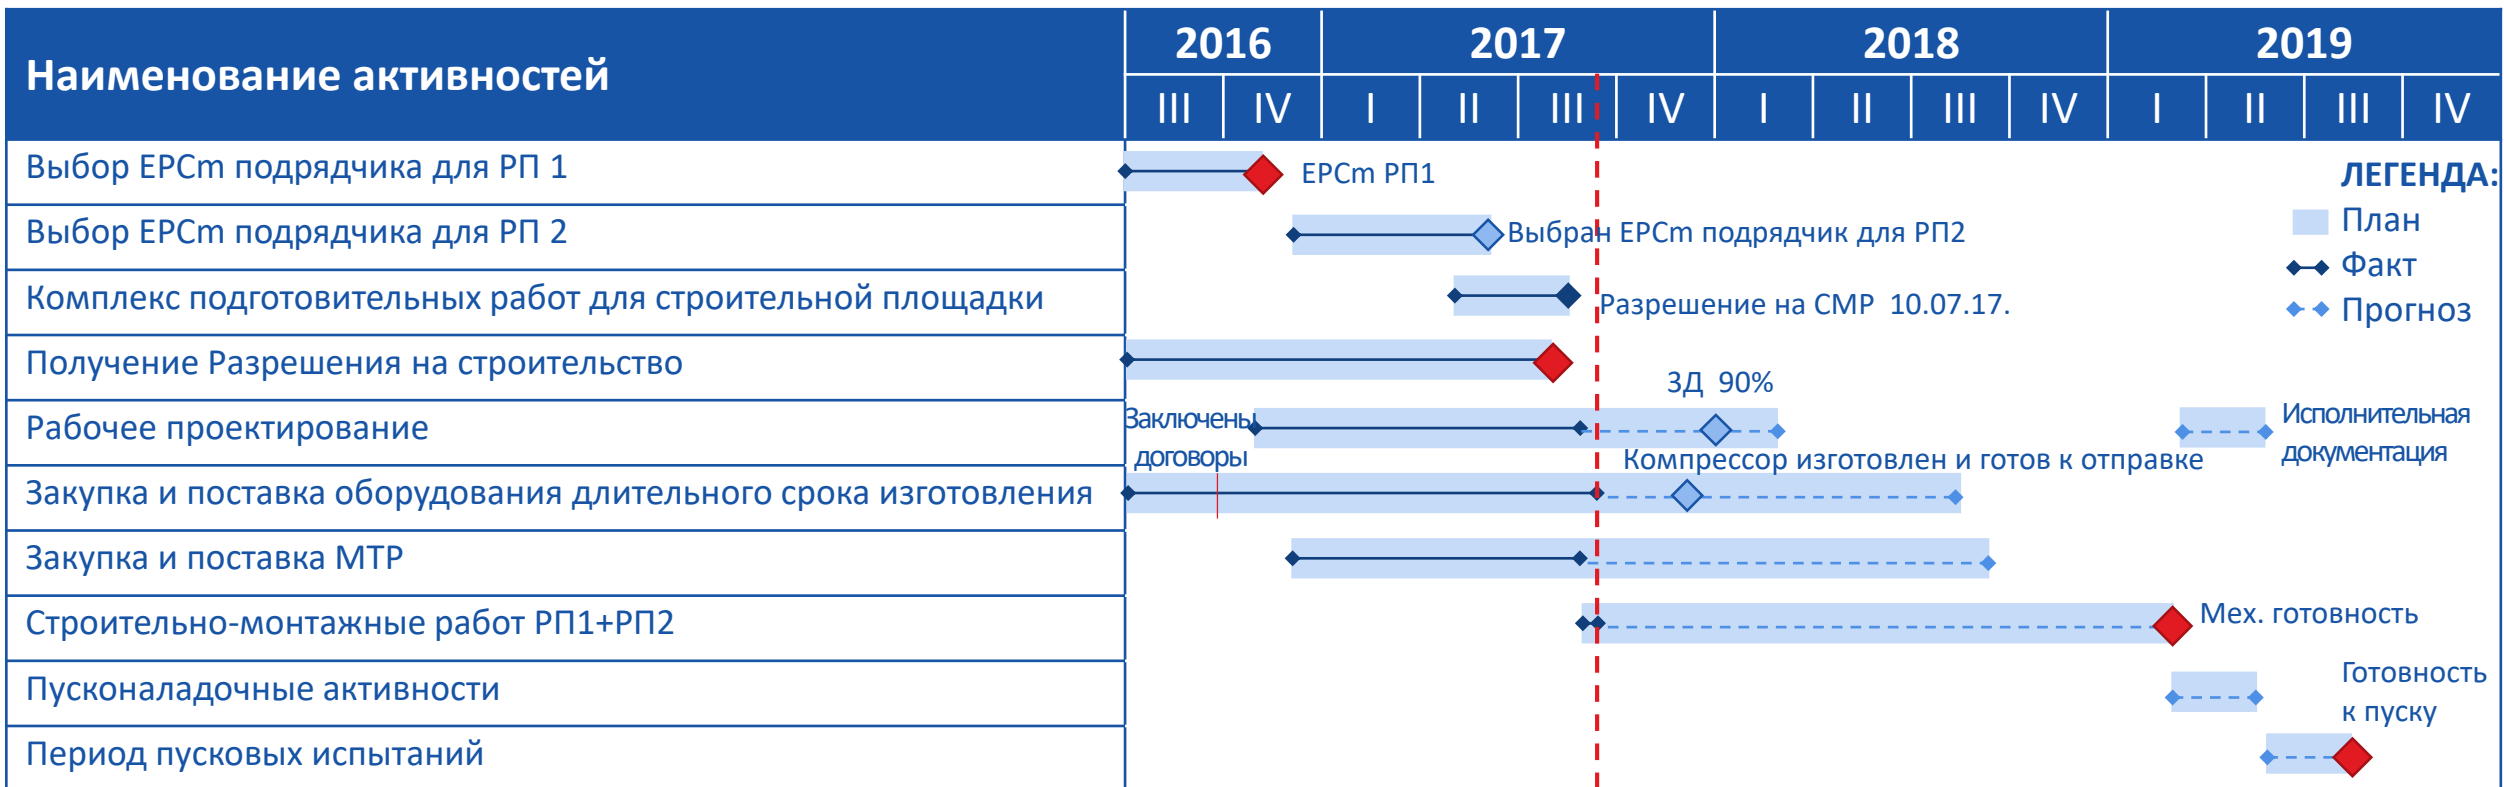 Наименование активностей
2016 2017 2018 2019
III IV I II III IV I II III IV I II III IV
Выбор EPCm подрядчика для РП 1
EPCm РП1
ЛЕГЕНДА:
План
Факт
Прогноз
Выбор EPCm подрядчика для РП 2
Выбран EPCm подрядчик для РП2
Комплекс подготовительных работ для строительной площадки
Разрешение на СМР 10.07.17.
Получение Разрешения на строительство
3Д 90%
Рабочее проектирование
Заключены
договоры
Исполнительная
документация
Компрессор изготовлен и готов к отправке
Закупка и поставка оборудования длительного срока изготовления
Закупка и поставка МТР
Строительно-монтажные работ РП1+РП2
Мех. готовность
Пусконаладочные активности
Готовность
к пуску
Период пусковых испытаний